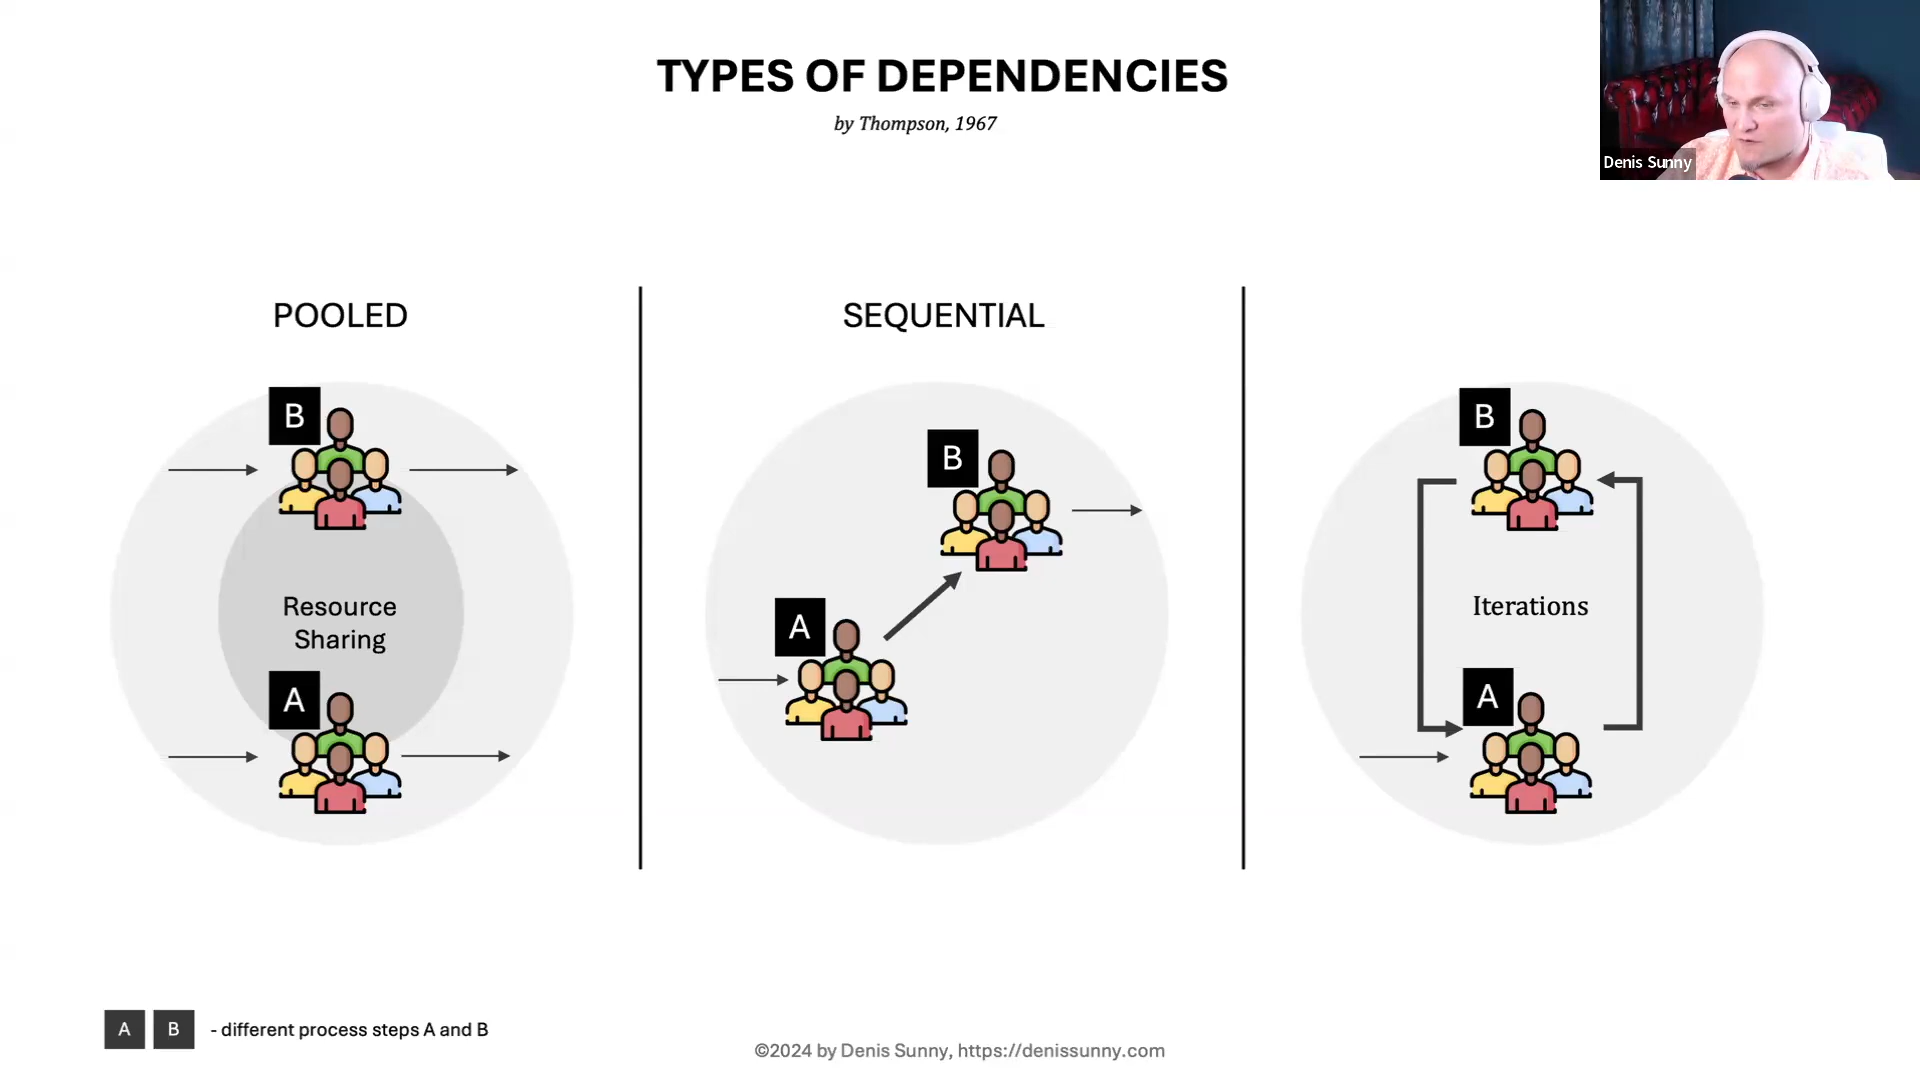 TYPES OF DEPENDENCIES
by Thompson, 1967
Denis Sunny
POOLED
B
Resource
Sharing
A
SEQUENTIAL
B
A
B
Iterations
A
A B - different process steps A and B
©2024 by Denis Sunny, https://denissunny.com